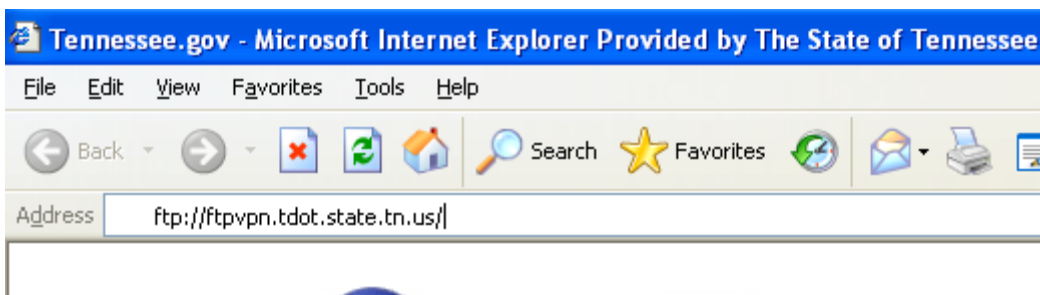 Tennessee.gov - Microsoft Internet Explorer Provided by The State of Tennessee
File Edit View Favorites Tools Help
Back Search Favorites
Address ftp://ftpvpn.tdot.state.tn.us/